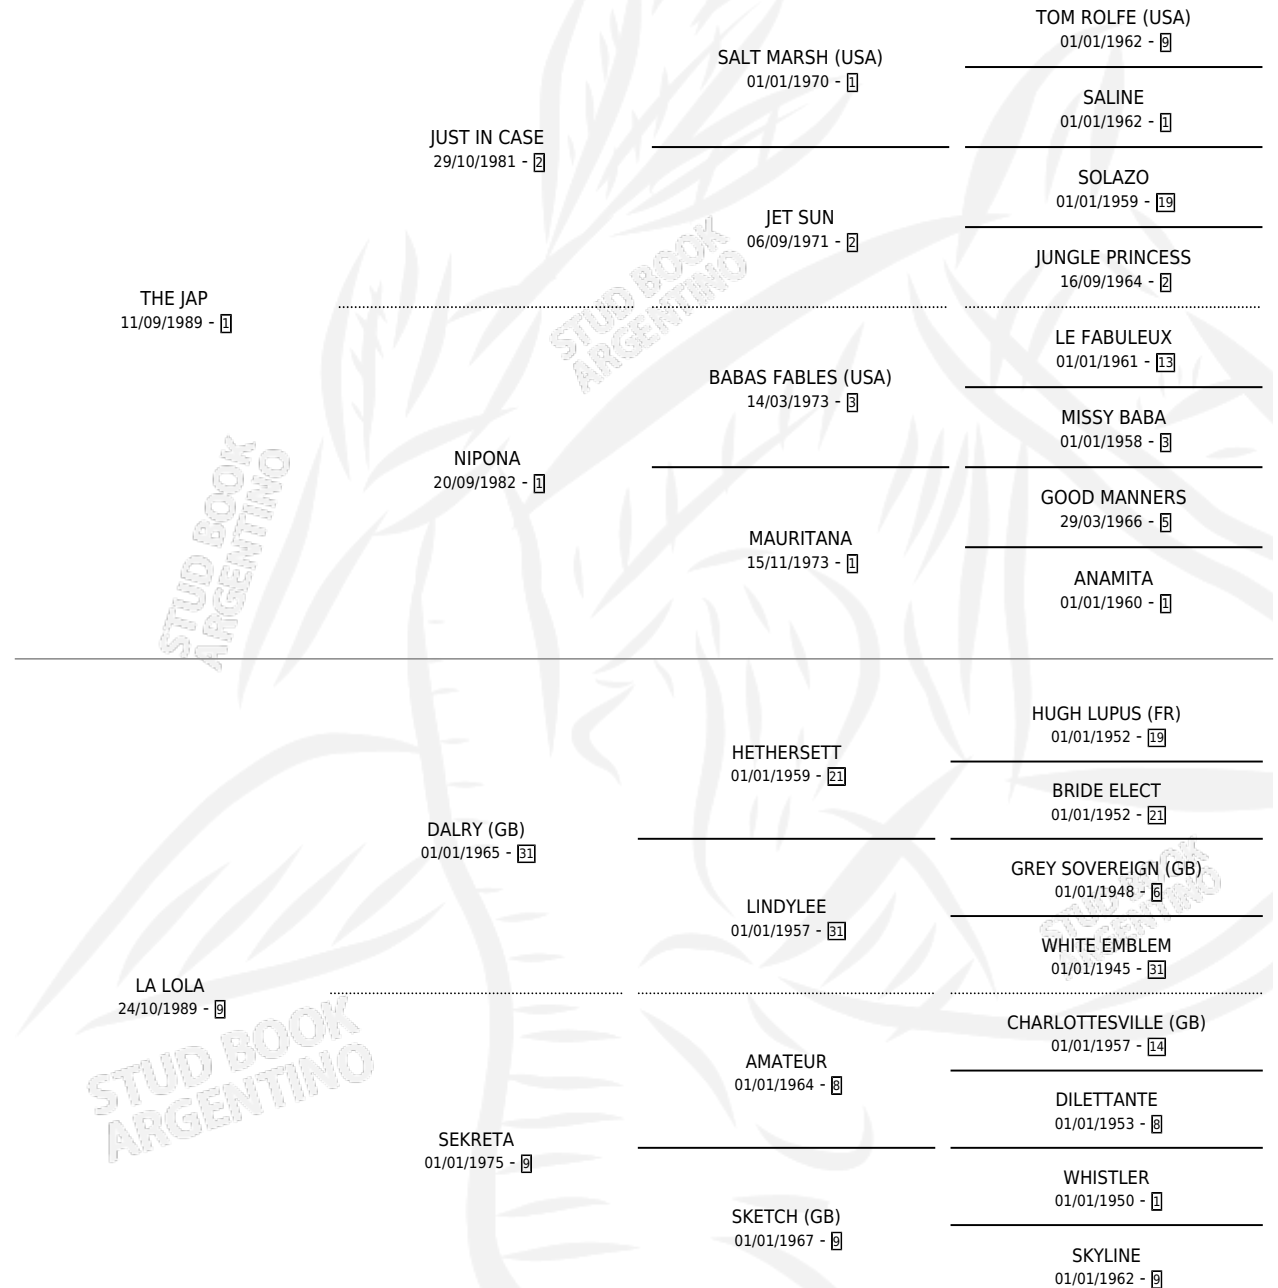 TOM ROLFE (USA)
01/01/1962 - 9
SALT MARSH (USA)
01/01/1970 - 1
SALINE
01/01/1962 - 1
JUST IN CASE
29/10/1981 - 2
SOLAZO
01/01/1959 - 19
JET SUN
06/09/1971 - 2
JUNGLE PRINCESS
16/09/1964 - 2
THE JAP
11/09/1989 - 1
LE FABULEUX
01/01/1961 - 13
BABAS FABLES (USA)
14/03/1973 - 3
MISSY BABA
01/01/1958 - 3
NIPONA
20/09/1982 - 1
GOOD MANNERS
29/03/1966 - 5
MAURITANA
15/11/1973 - 1
ANAMITA
01/01/1960 - 1
STUD BOOK
ARGENTINO
STUD BOOK
ARGENTINO
HUGH LUPUS (FR)
01/01/1952 - 19
HETHERSETT
01/01/1959 - 21
BRIDE ELECT
01/01/1952 - 21
DALRY (GB)
01/01/1965 - 31
GREY SOVEREIGN (GB)
01/01/1948 - 6
LINDYLEE
01/01/1957 - 31
WHITE EMBLEM
01/01/1945 - 31
LA LOLA
24/10/1989 - 9
CHARLOTTESVILLE (GB)
01/01/1957 - 14
AMATEUR
01/01/1964 - 8
DILETTANTE
01/01/1953 - 8
SEKRETA
01/01/1975 - 9
WHISTLER
01/01/1950 - 1
SKETCH (GB)
01/01/1967 - 9
SKYLINE
01/01/1962 - 9
STUD BOOK
ARGENTINO
STUD BOOK
ARGENTINO